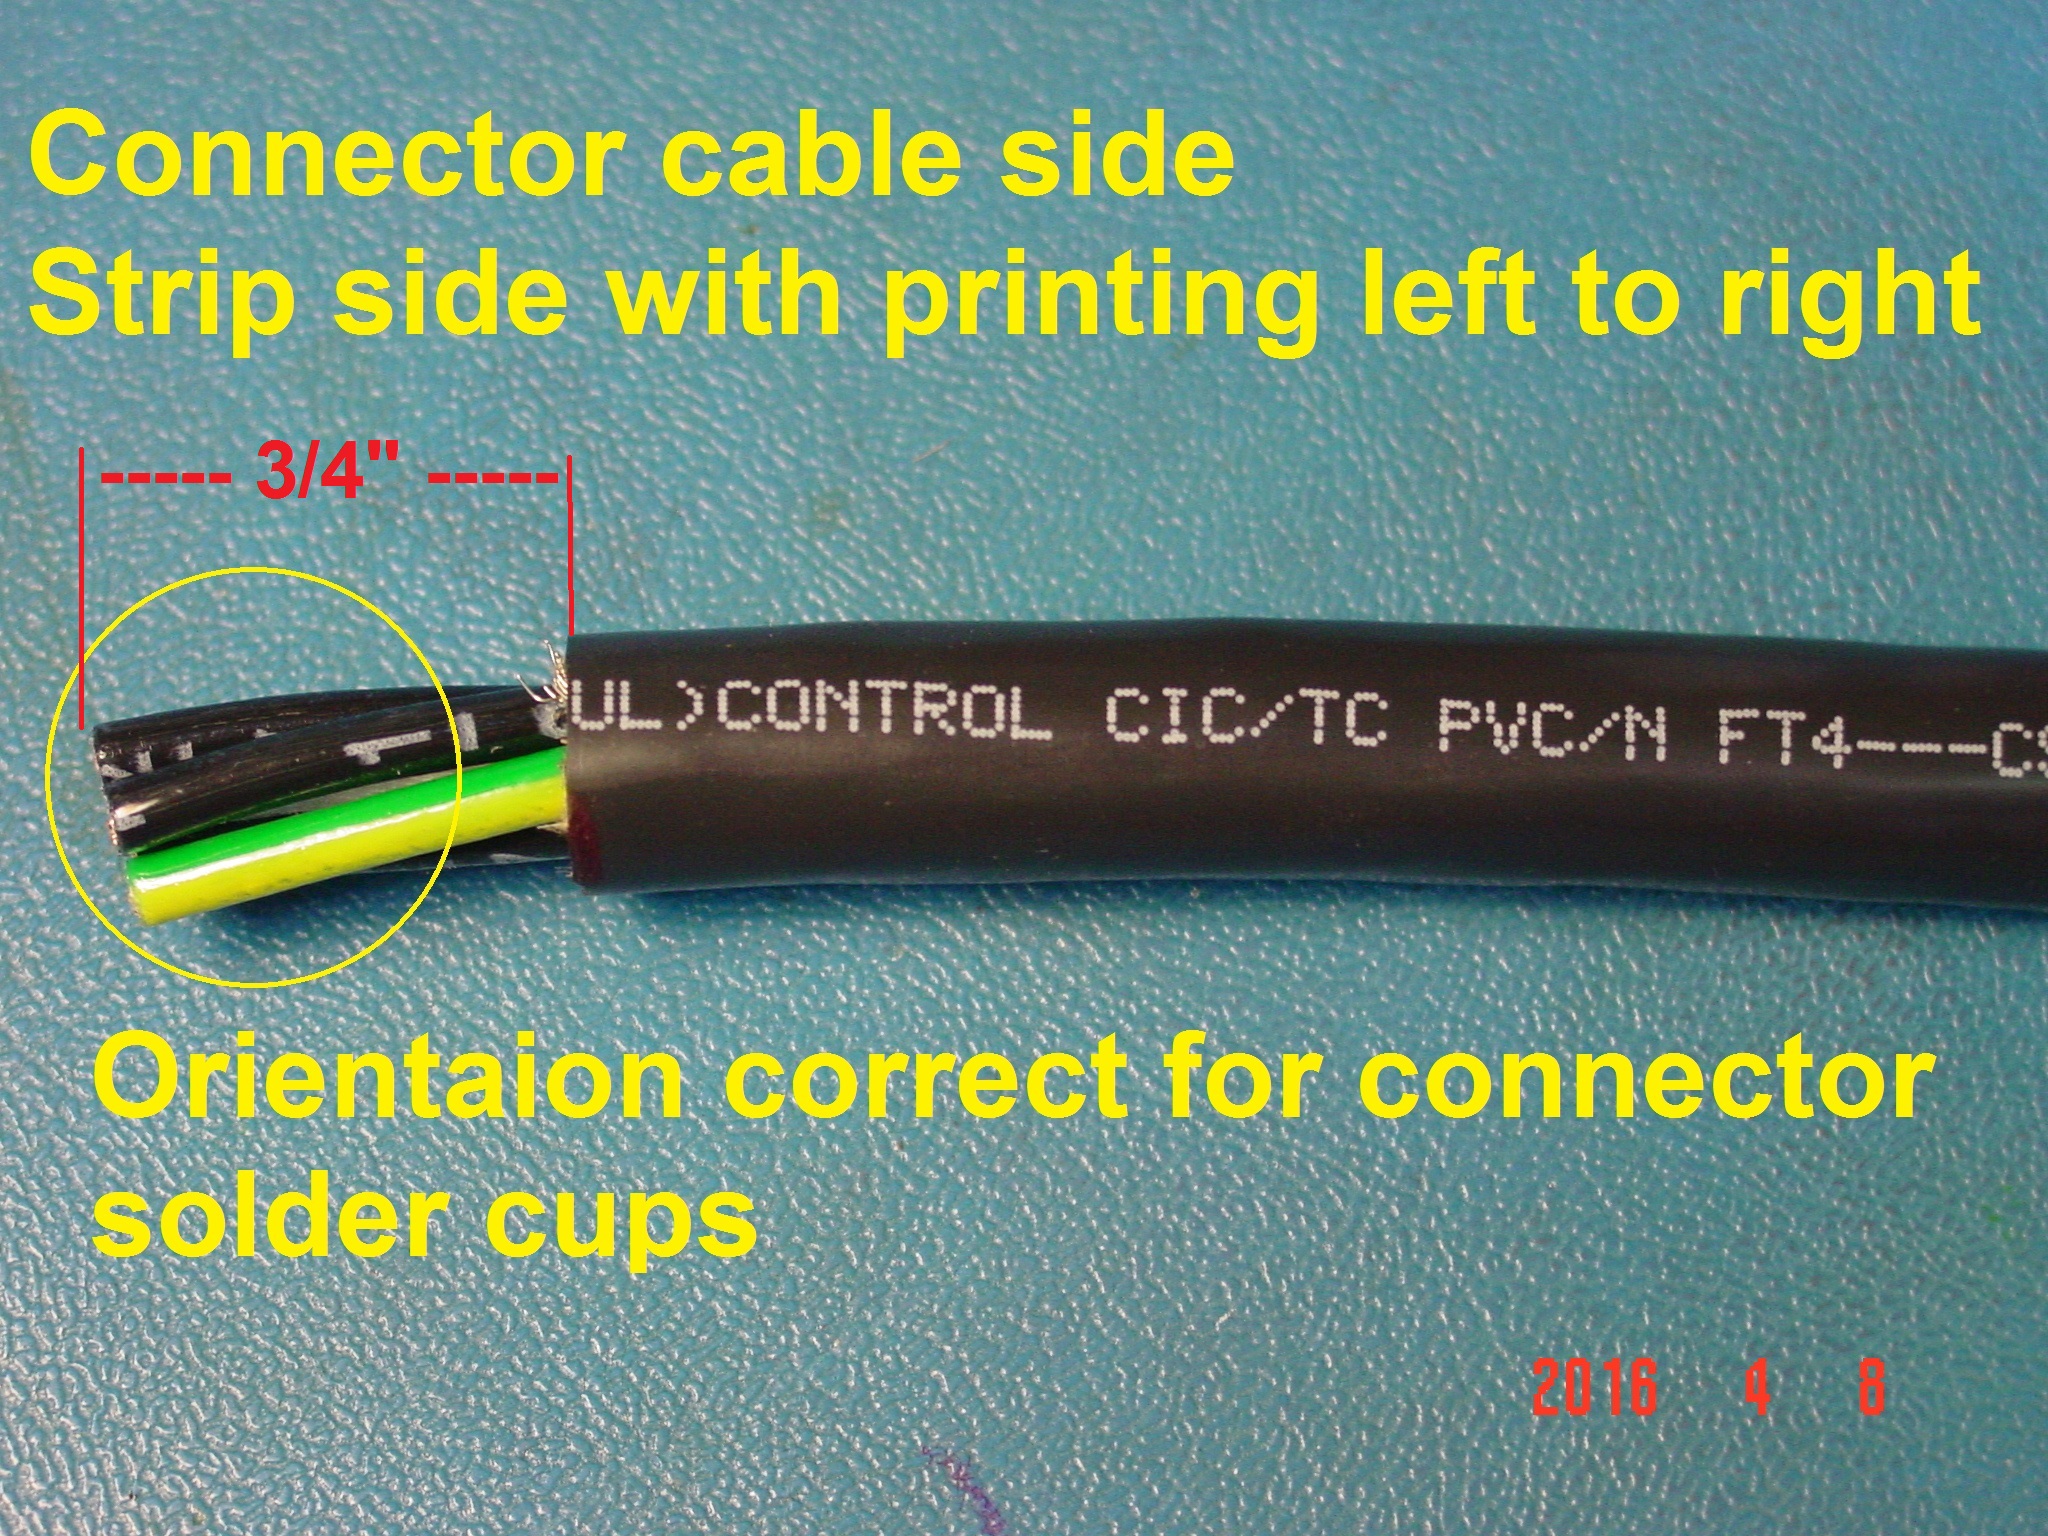 Connector cable side
Strip side with printing left to right
----- 3/4" -----
UL)CONTROL CIC/TC PVC/N FT4----
Orientaion correct for connector
solder cups
2016 4 8